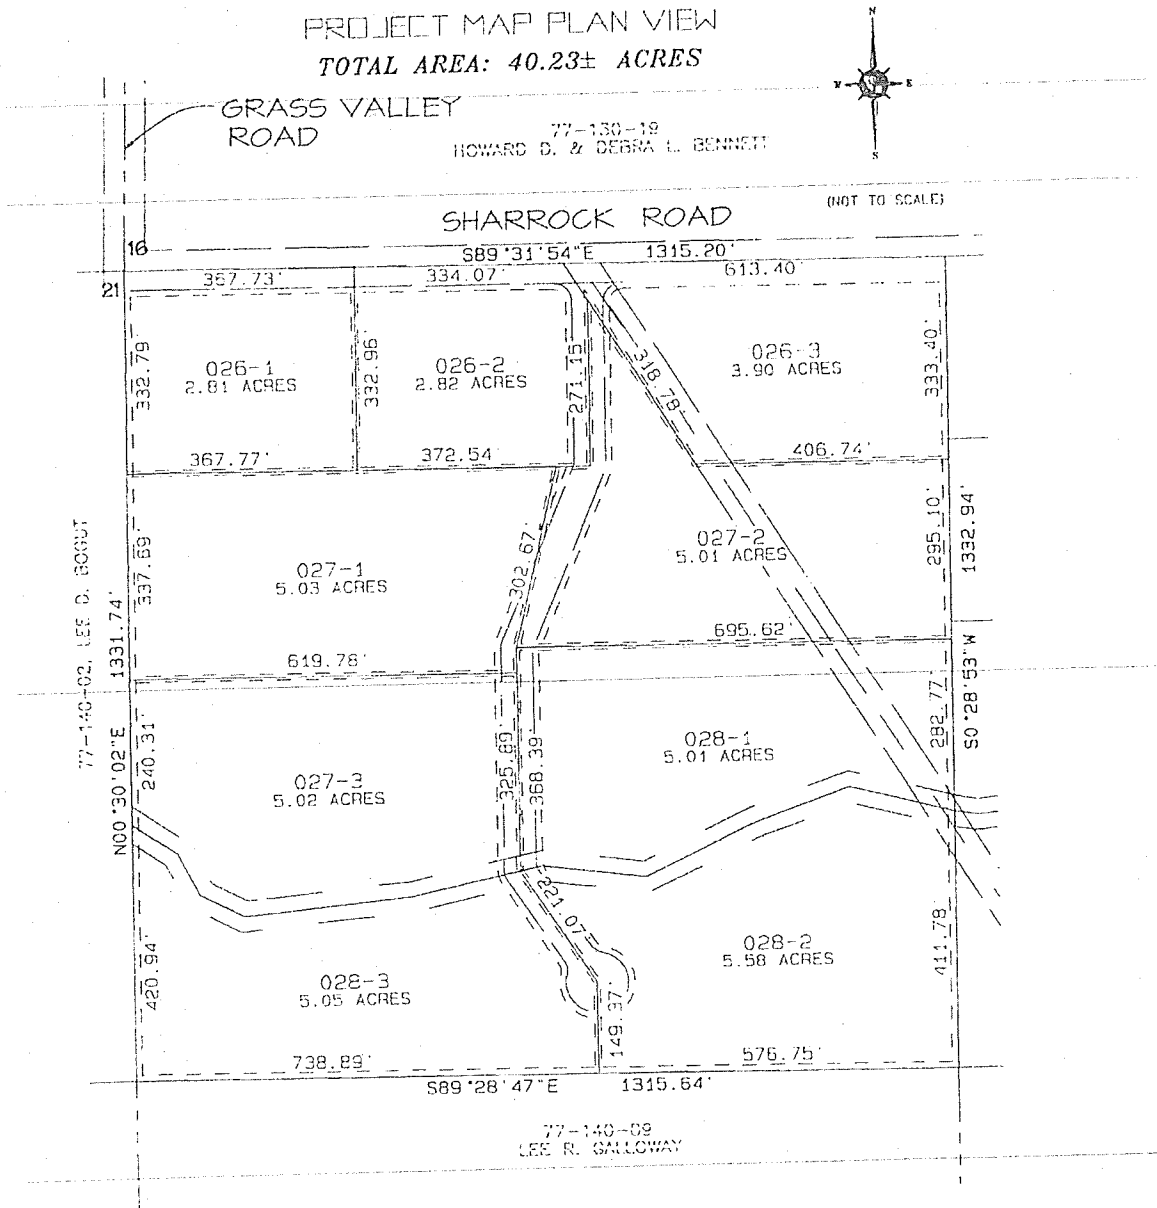 PROJECT MAP PLAN VIEW
TOTAL AREA: 40.23± ACRES
N
W
E
S
GRASS VALLEY
ROAD
77-130-19
HOWARD D. & DEBRA L. BENNETT
(NOT TO SCALE)
SHARROCK ROAD
16
S89°31'54"E 1315.20'
21
367.73'
334.07'
613.40'
332.79'
026-1
2.81 ACRES
332.96'
026-2
2.82 ACRES
271.15'
318.78'
026-3
3.90 ACRES
333.40'
367.77'
372.54'
406.74'
77-140-02, LEE D. BOGUT
N00°30'02"E 1331.74'
337.69'
027-1
5.03 ACRES
302.67'
027-2
5.01 ACRES
295.10'
1332.94'
S0°28'53"W
619.78'
695.62'
240.31'
027-3
5.02 ACRES
325.89'
368.39'
028-1
5.01 ACRES
282.77'
420.94'
028-3
5.05 ACRES
221.07'
149.37'
028-2
5.58 ACRES
411.78'
738.89'
576.75'
S89°28'47"E 1315.64'
77-140-09
LEE R. GALLOWAY